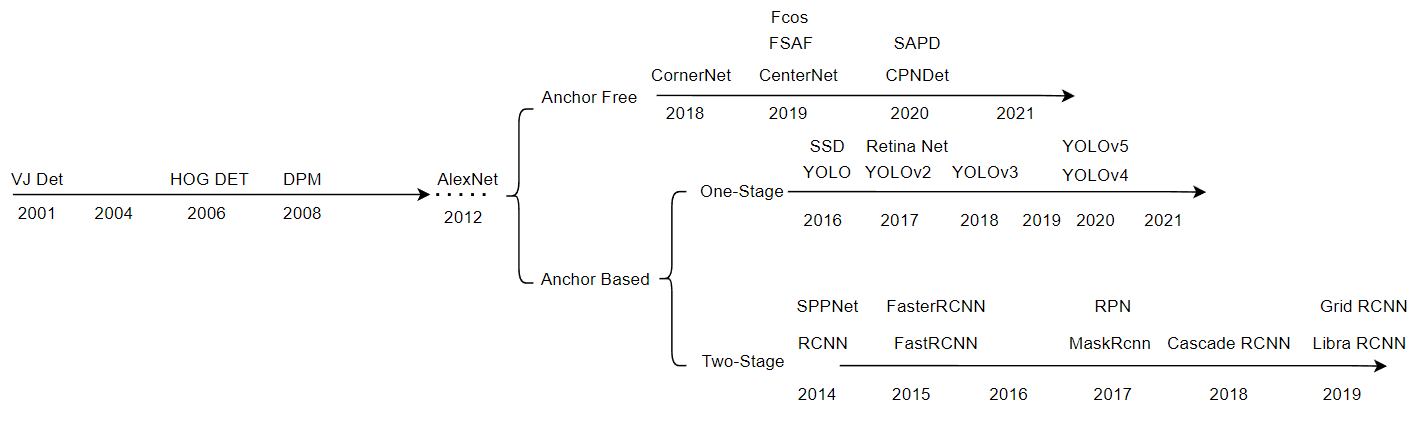 Fcos
FSAF SAPD
CornerNet CenterNet CPNDet
Anchor Free
2018 2019 2020 2021
SSD Retina Net YOLOv5
YOLO YOLOv2 YOLOv3 YOLOv4
VJ Det HOG DET DPM AlexNet
One-Stage
2001 2004 2006 2008 2012
2016 2017 2018 2019 2020 2021
Anchor Based
SPPNet FasterRCNN RPN Grid RCNN
RCNN FastRCNN MaskRcnn Cascade RCNN Libra RCNN
Two-Stage
2014 2015 2016 2017 2018 2019